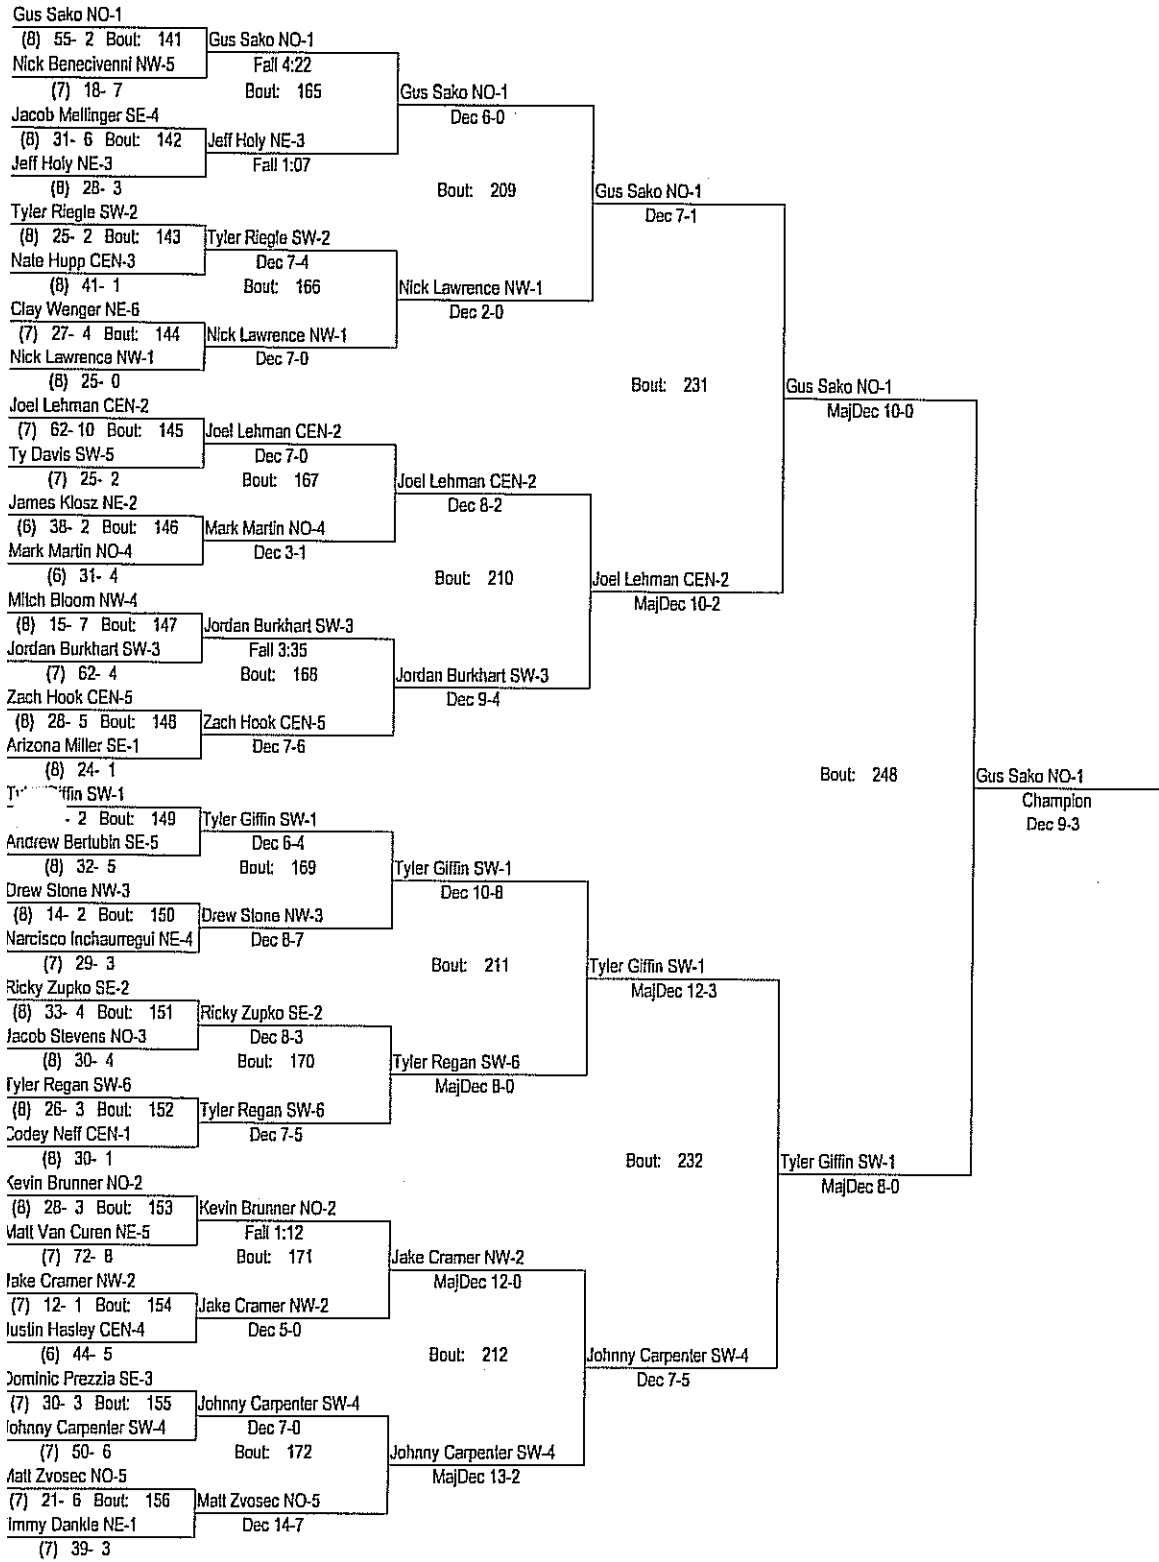 Gus Sako NO-1
(8) 55- 2 Bout: 141
Nick Benecivenni NW-5
(7) 18- 7
Jacob Mellinger SE-4
(8) 31- 6 Bout: 142
Jeff Holy NE-3
(8) 28- 3
Tyler Riegle SW-2
(8) 25- 2 Bout: 143
Nate Hupp CEN-3
(8) 41- 1
Clay Wenger NE-6
(7) 27- 4 Bout: 144
Nick Lawrence NW-1
(8) 25- 0
Joel Lehman CEN-2
(7) 62- 10 Bout: 145
Ty Davis SW-5
(7) 25- 2
James Klosz NE-2
(6) 38- 2 Bout: 146
Mark Martin NO-4
(6) 31- 4
Mitch Bloom NW-4
(8) 15- 7 Bout: 147
Jordan Burkhart SW-3
(7) 62- 4
Zach Hook CEN-5
(8) 28- 5 Bout: 148
Arizona Miller SE-1
(8) 24- 1
SW-1
- 2 Bout: 149
Andrew Bertubin SE-5
(8) 32- 5
Drew Stone NW-3
(8) 14- 2 Bout: 150
Narcisco Inchaurregui NE-4
(7) 29- 3
Ricky Zupko SE-2
(8) 33- 4 Bout: 151
Jacob Stevens NO-3
(8) 30- 4
Tyler Regan SW-6
(8) 26- 3 Bout: 152
Codey Neff CEN-1
(8) 30- 1
Kevin Brunner NO-2
(8) 28- 3 Bout: 153
Matt Van Curen NE-5
(7) 72- 8
Jake Cramer NW-2
(7) 12- 1 Bout: 154
Justin Hasley CEN-4
(6) 44- 5
Dominic Prezzia SE-3
(7) 30- 3 Bout: 155
Johnny Carpenter SW-4
(7) 50- 6
Matt Zvosec NO-5
(7) 21- 6 Bout: 156
Jimmy Dankle NE-1
(7) 39- 3
Gus Sako NO-1
Fall 4:22
Bout: 165
Jeff Holy NE-3
Fall 1:07
Tyler Riegle SW-2
Dec 7-4
Bout: 166
Nick Lawrence NW-1
Dec 7-0
Joel Lehman CEN-2
Dec 7-0
Bout: 167
Mark Martin NO-4
Dec 3-1
Jordan Burkhart SW-3
Fall 3:35
Bout: 168
Zach Hook CEN-5
Dec 7-6
Tyler Giffin SW-1
Dec 6-4
Bout: 169
Drew Stone NW-3
Dec 8-7
Ricky Zupko SE-2
Dec 8-3
Bout: 170
Tyler Regan SW-6
Dec 7-5
Kevin Brunner NO-2
Fall 1:12
Bout: 171
Jake Cramer NW-2
Dec 5-0
Johnny Carpenter SW-4
Dec 7-0
Bout: 172
Matt Zvosec NO-5
Dec 14-7
Gus Sako NO-1
Dec 6-0
Bout: 209
Nick Lawrence NW-1
Dec 2-0
Joel Lehman CEN-2
Dec 8-2
Bout: 210
Jordan Burkhart SW-3
Dec 9-4
Tyler Giffin SW-1
Dec 10-8
Bout: 211
Tyler Regan SW-6
MajDec 8-0
Jake Cramer NW-2
MajDec 12-0
Bout: 212
Johnny Carpenter SW-4
MajDec 13-2
Gus Sako NO-1
Dec 7-1
Bout: 231
Joel Lehman CEN-2
MajDec 10-2
Tyler Giffin SW-1
MajDec 12-3
Bout: 232
Johnny Carpenter SW-4
Dec 7-5
Gus Sako NO-1
MajDec 10-0
Bout: 248
Tyler Giffin SW-1
MajDec 8-0
Gus Sako NO-1
Champion
Dec 9-3